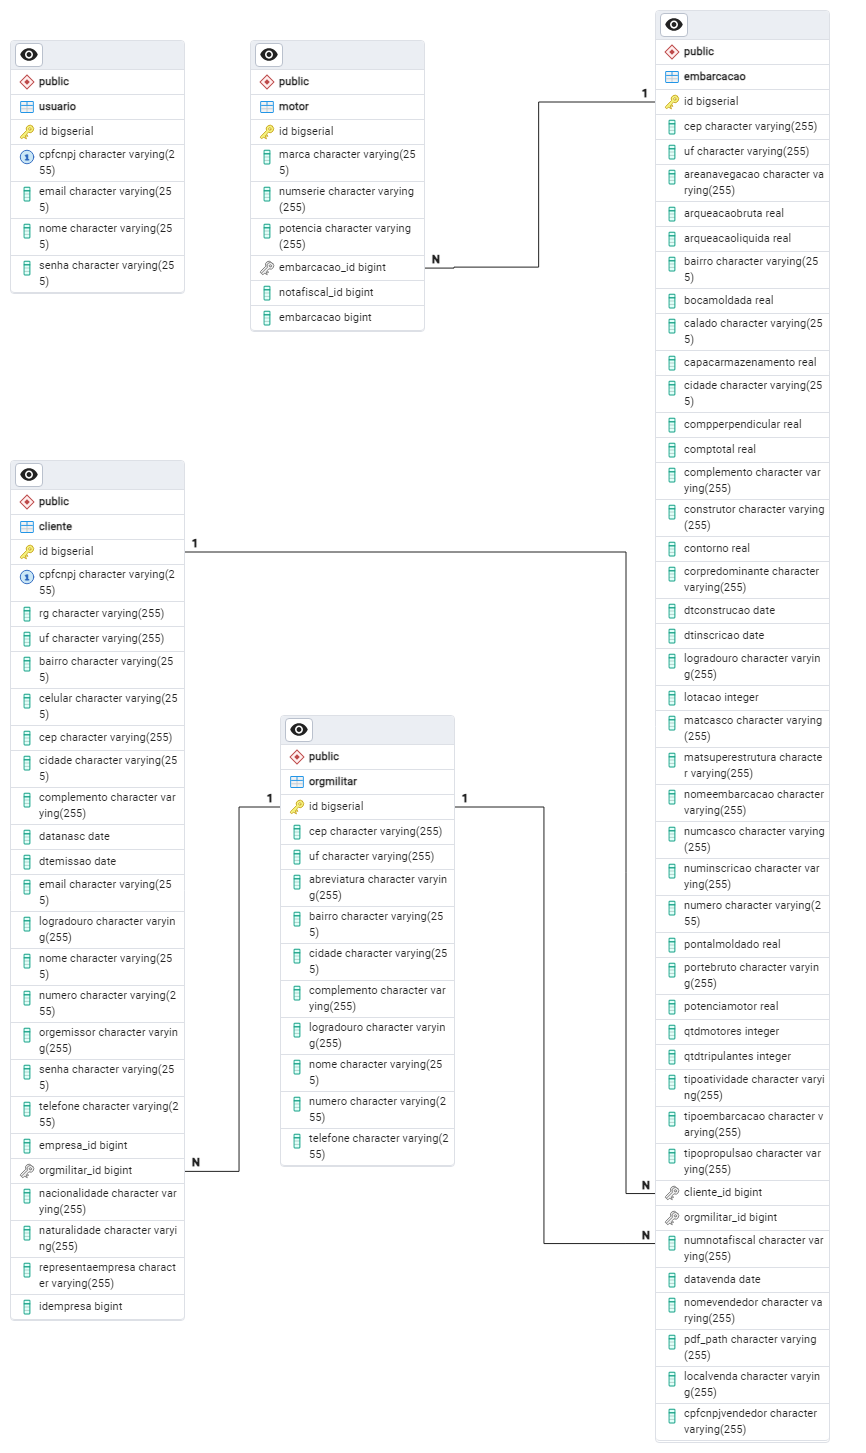 public
usuario
id bigserial
1
cpfcnpj character varying(2
55)
email character varying(25
5)
nome character varying(25
5)
senha character varying(25
5)
public
motor
id bigserial
marca character varying(25
5)
numserie character varying
(255)
potencia character varying
(255)
embarcacao_id bigint
notafiscal_id bigint
embarcacao bigint
N
1
public
embarcacao
id bigserial
cep character varying(255)
uf character varying(255)
areanavegacao character va
rying(255)
arqueacaobruta real
arqueacaoliquida real
bairro character varying(25
5)
bocamoldada real
calado character varying(25
5)
capacarmazenamento real
cidade character varying(25
5)
compperpendicular real
comptotal real
complemento character var
ying(255)
construtor character varying
(255)
contorno real
corpredominante character
varying(255)
dtconstrucao date
dtinscricao date
logradouro character varyin
g(255)
lotacao integer
matcasco character varying
(255)
matsuperestrutura characte
r varying(255)
nomeembarcacao character
varying(255)
numcasco character varying
(255)
numinscricao character var
ying(255)
numero character varying(2
55)
pontalmoldado real
portebruto character varyin
g(255)
potenciamotor real
qtdmotores integer
qtdtripulantes integer
tipoatividade character varyi
ng(255)
tipoembarcacao character v
arying(255)
tipopropulsao character var
ying(255)
N
cliente_id bigint
orgmilitar_id bigint
N
numnotafiscal character var
ying(255)
datavenda date
nomevendedor character va
rying(255)
pdf_path character varying
(255)
localvenda character varyin
g(255)
cpfcnpjvendedor character
varying(255)
public
cliente
id bigserial
1
1
cpfcnpj character varying(2
55)
rg character varying(255)
uf character varying(255)
bairro character varying(25
5)
celular character varying(25
5)
cep character varying(255)
cidade character varying(25
5)
complemento character var
ying(255)
datanasc date
dtemissao date
email character varying(25
5)
logradouro character varyin
g(255)
nome character varying(25
5)
numero character varying(2
55)
orgemissor character varyin
g(255)
senha character varying(25
5)
telefone character varying(2
55)
empresa_id bigint
orgmilitar_id bigint
N
nacionalidade character var
ying(255)
naturalidade character varyi
ng(255)
representaempresa charact
er varying(255)
idempresa bigint
public
orgmilitar
1
id bigserial
1
cep character varying(255)
uf character varying(255)
abreviatura character varyin
g(255)
bairro character varying(25
5)
cidade character varying(25
5)
complemento character var
ying(255)
logradouro character varyin
g(255)
nome character varying(25
5)
numero character varying(2
55)
telefone character varying(2
55)